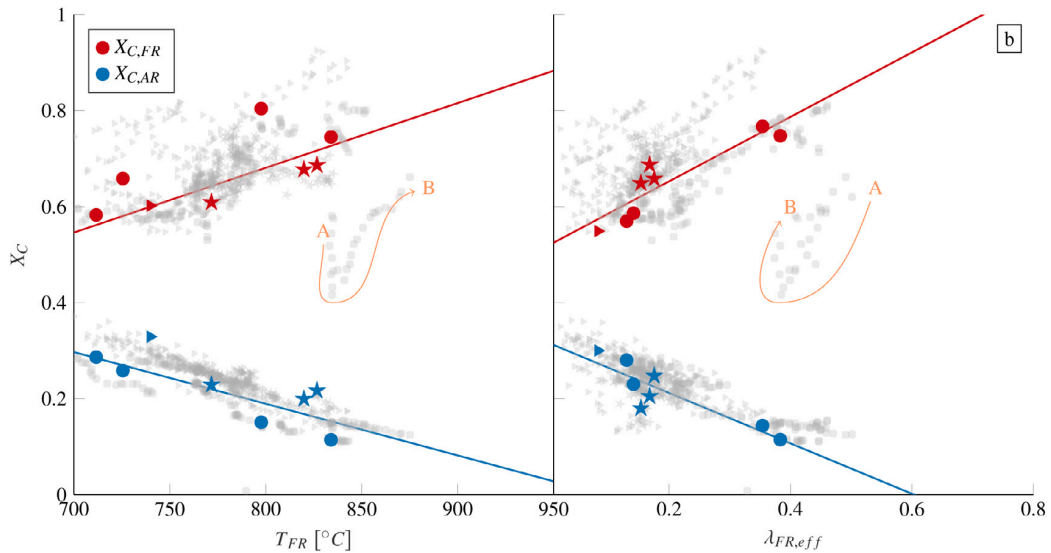 1
0.8
0.6
0.4
0.2
0
X_C
X_{C,FR}
X_{C,AR}
A
B
700
750
800
850
900
950
T_{FR} [°C]
b
B
A
0.2
0.4
0.6
0.8
λ_{FR,eff}